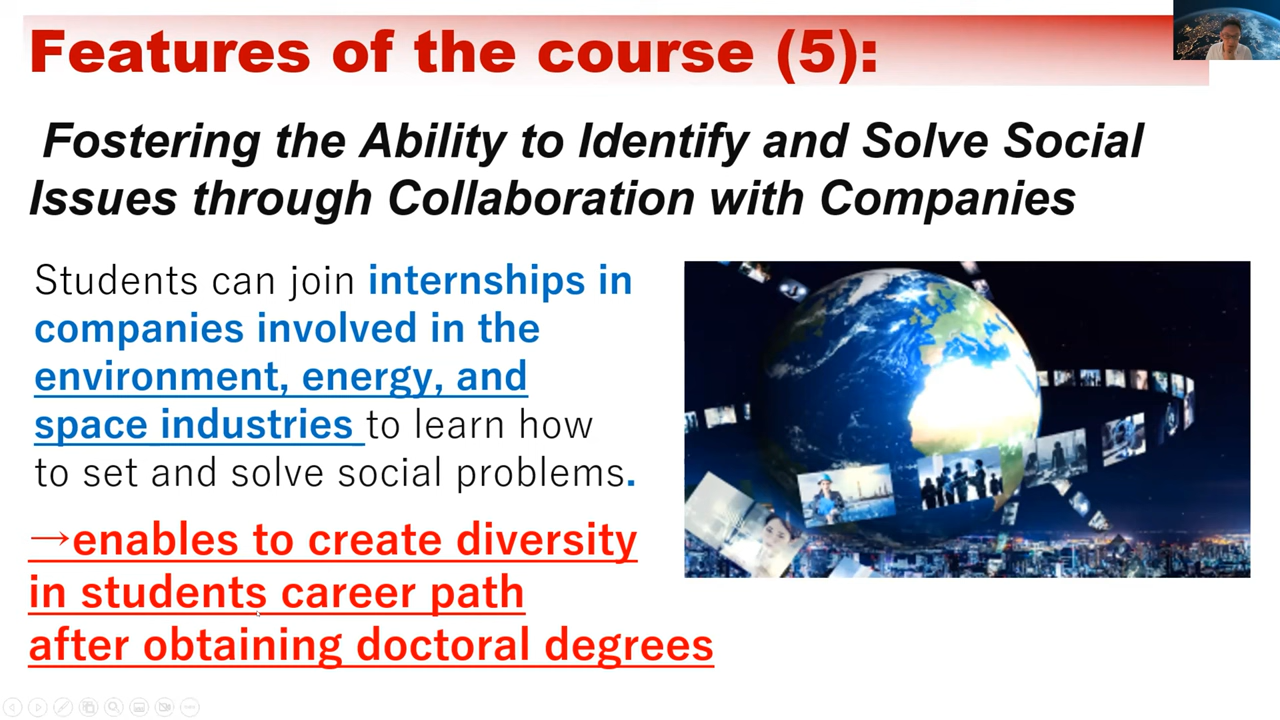 Features of the course (5):
Fostering the Ability to Identify and Solve Social
Issues through Collaboration with Companies
Students can join internships in
companies involved in the
environment, energy, and
space industries to learn how
to set and solve social problems.
→enables to create diversity
in students career path
after obtaining doctoral degrees